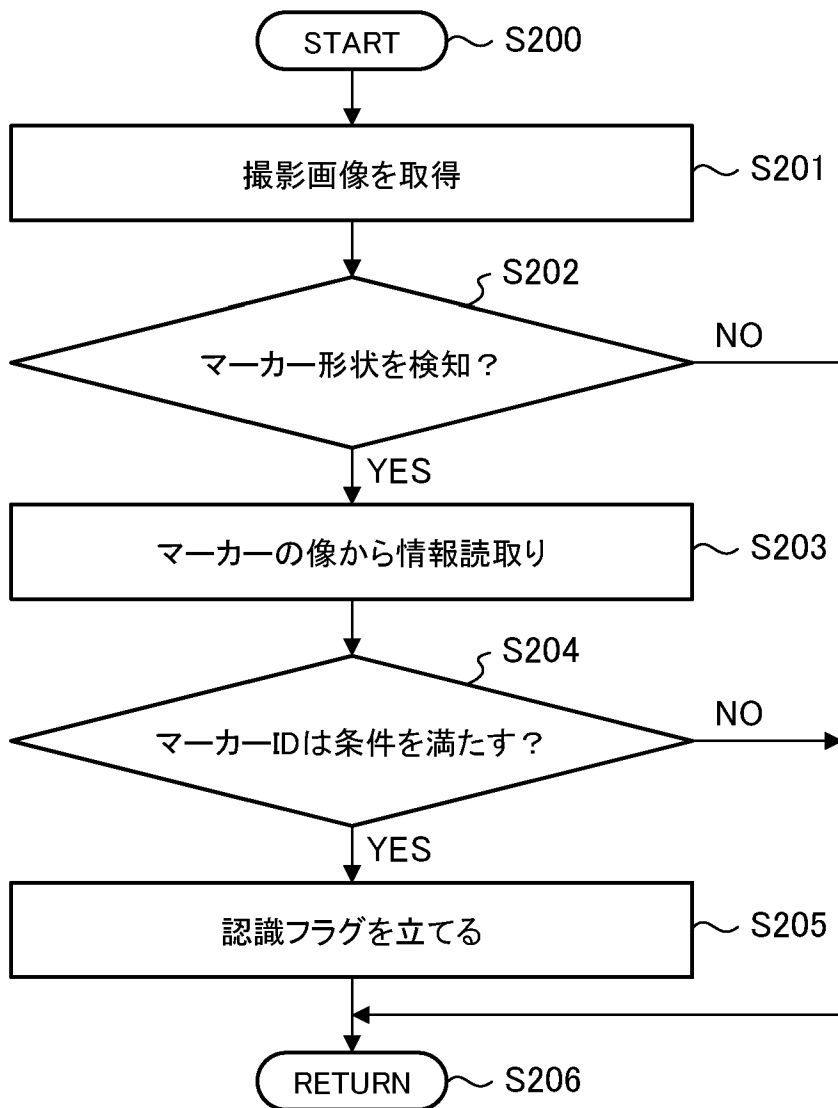 START
S200
撮影画像を取得
S201
S202
マーカー形状を検知？
NO
YES
マーカーの像から情報読取り
S203
S204
マーカーIDは条件を満たす？
NO
YES
認識フラグを立てる
S205
RETURN
S206